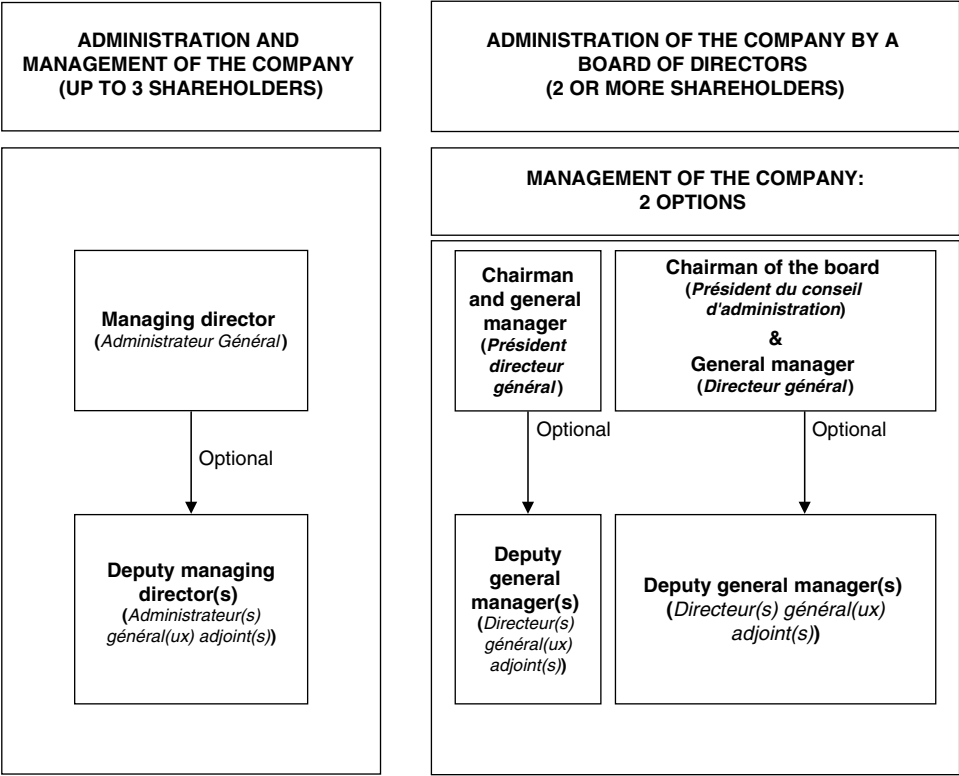 ADMINISTRATION AND
MANAGEMENT OF THE COMPANY
(UP TO 3 SHAREHOLDERS)
ADMINISTRATION OF THE COMPANY BY A
BOARD OF DIRECTORS
(2 OR MORE SHAREHOLDERS)
MANAGEMENT OF THE COMPANY:
2 OPTIONS
Managing director
(Administrateur Général)
Optional
Deputy managing
director(s)
(Administrateur(s)
général(ux) adjoint(s))
Chairman
and general
manager
(Président
directeur
général)
Optional
Deputy
general
manager(s)
(Directeur(s)
général(ux)
adjoint(s))
Chairman of the board
(Président du conseil
d'administration)
&
General manager
(Directeur général)
Optional
Deputy general manager(s)
(Directeur(s) général(ux)
adjoint(s))